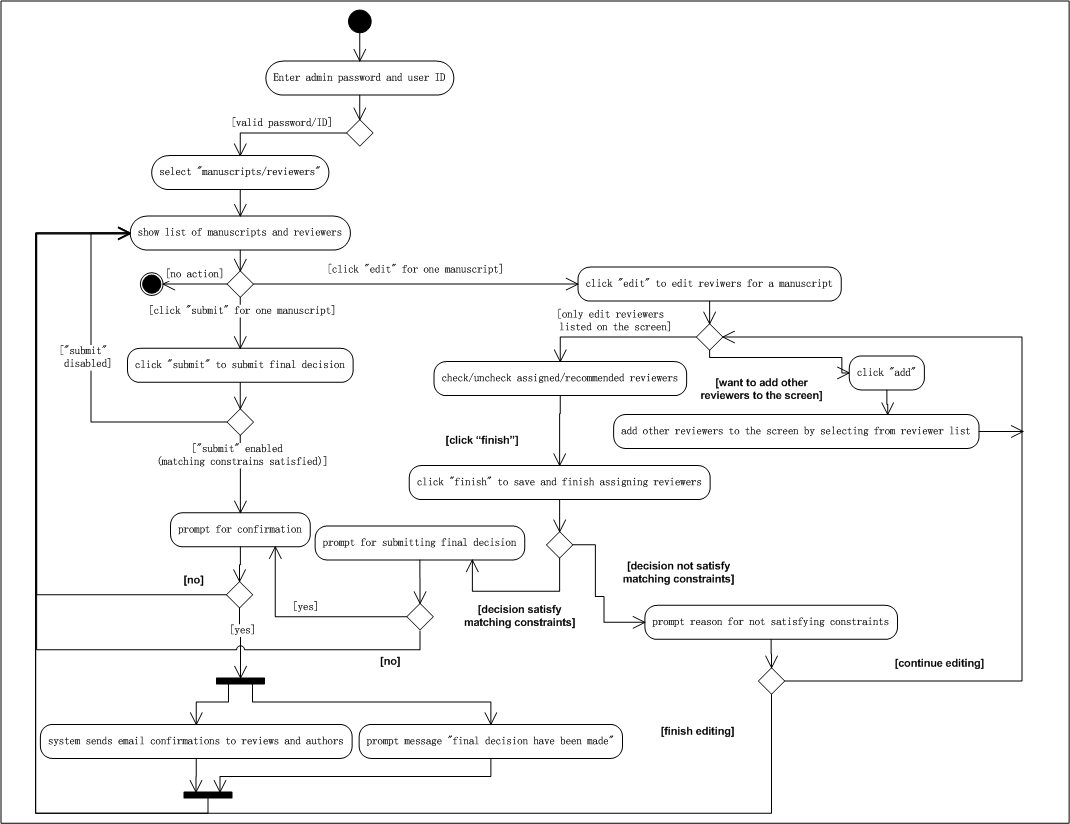 Enter admin password and user ID
[valid password/ID]
select "manuscripts/reviewers"
show list of manuscripts and reviewers
[no action]
[click "edit" for one manuscript]
click "edit" to edit reviwers for a manuscript
[click "submit" for one manuscript]
[only edit reviewers
listed on the screen]
["submit"
disabled]
click "submit" to submit final decision
check/uncheck assigned/recommended reviewers
click "add"
[want to add other
reviewers to the screen]
add other reviewers to the screen by selecting from reviewer list
[click “finish”]
["submit" enabled
(matching constrains satisfied)]
click "finish" to save and finish assigning reviewers
prompt for confirmation
prompt for submitting final decision
[decision not satisfy
matching constraints]
[no]
[yes]
[decision satisfy
matching constraints]
prompt reason for not satisfying constraints
[yes]
[no]
[continue editing]
[finish editing]
system sends email confirmations to reviews and authors
prompt message "final decision have been made"